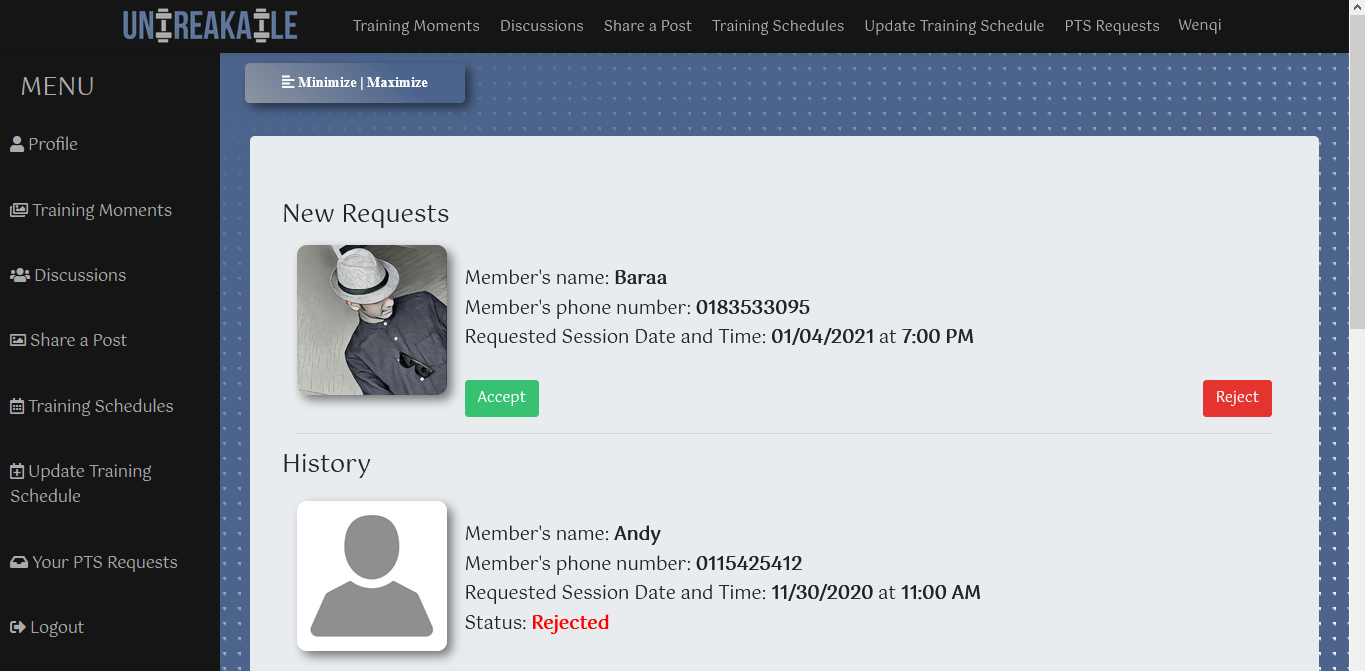 UNBREAKABLE
Training Moments
Discussions
Share a Post
Training Schedules
Update Training Schedule
PTS Requests
Wenqi
MENU
Profile
Training Moments
Discussions
Share a Post
Training Schedules
Update Training
Schedule
Your PTS Requests
Logout
Minimize | Maximize
New Requests
Member's name: Baraa
Member's phone number: 0183533095
Requested Session Date and Time: 01/04/2021 at 7:00 PM
Accept
Reject
History
Member's name: Andy
Member's phone number: 0115425412
Requested Session Date and Time: 11/30/2020 at 11:00 AM
Status: Rejected